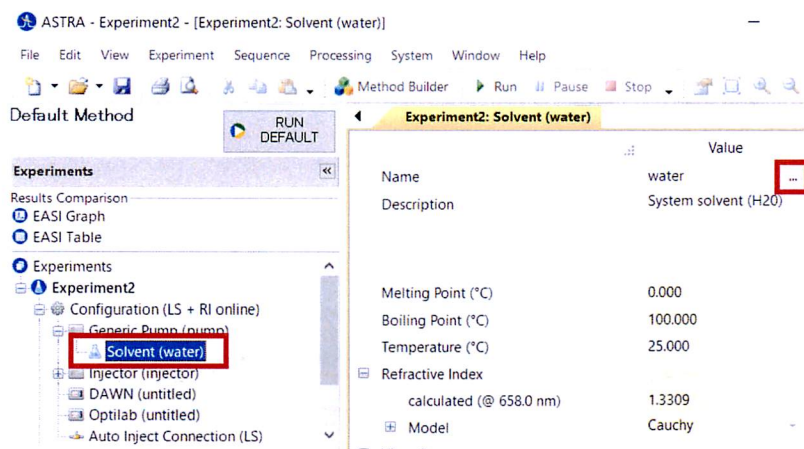 ASTRA - Experiment2 - [Experiment2: Solvent (water)]
File Edit View Experiment Sequence Processing System Window Help
Method Builder Run Pause Stop
Default Method
RUN DEFAULT
Experiments
Results Comparison
EASI Graph
EASI Table
Experiments
Experiment2
Configuration (LS + RI online)
Generic Pump (pump)
Solvent (water)
Injector (injector)
DAWN (untitled)
Optilab (untitled)
Auto Inject Connection (LS)
Experiment2: Solvent (water)
Value
Name water ...
Description System solvent (H20)
Melting Point (°C) 0.000
Boiling Point (°C) 100.000
Temperature (°C) 25.000
Refractive Index
calculated (@ 658.0 nm) 1.3309
Model Cauchy